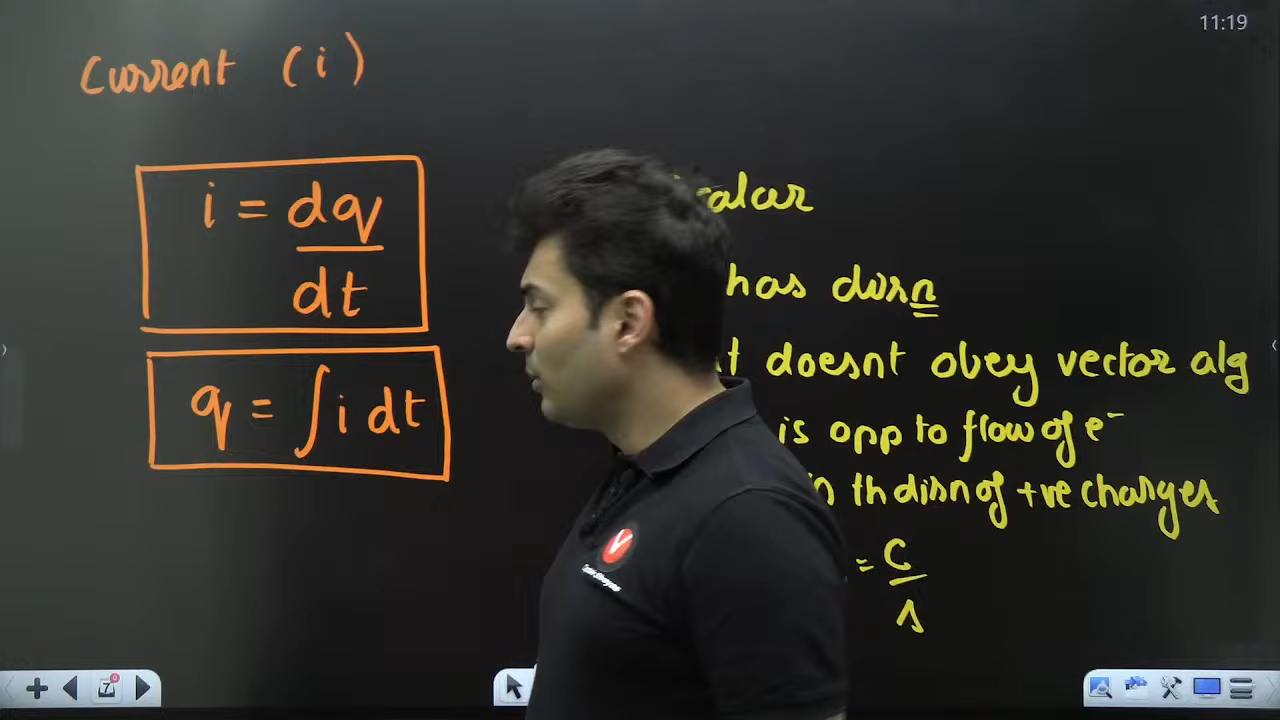 11:19
Current (i)
i = dq
dt
q = ∫ i dt
has dirn
doesnt obey vector alg
is opp to flow of e⁻
th dirn of +ve charges
= C
s